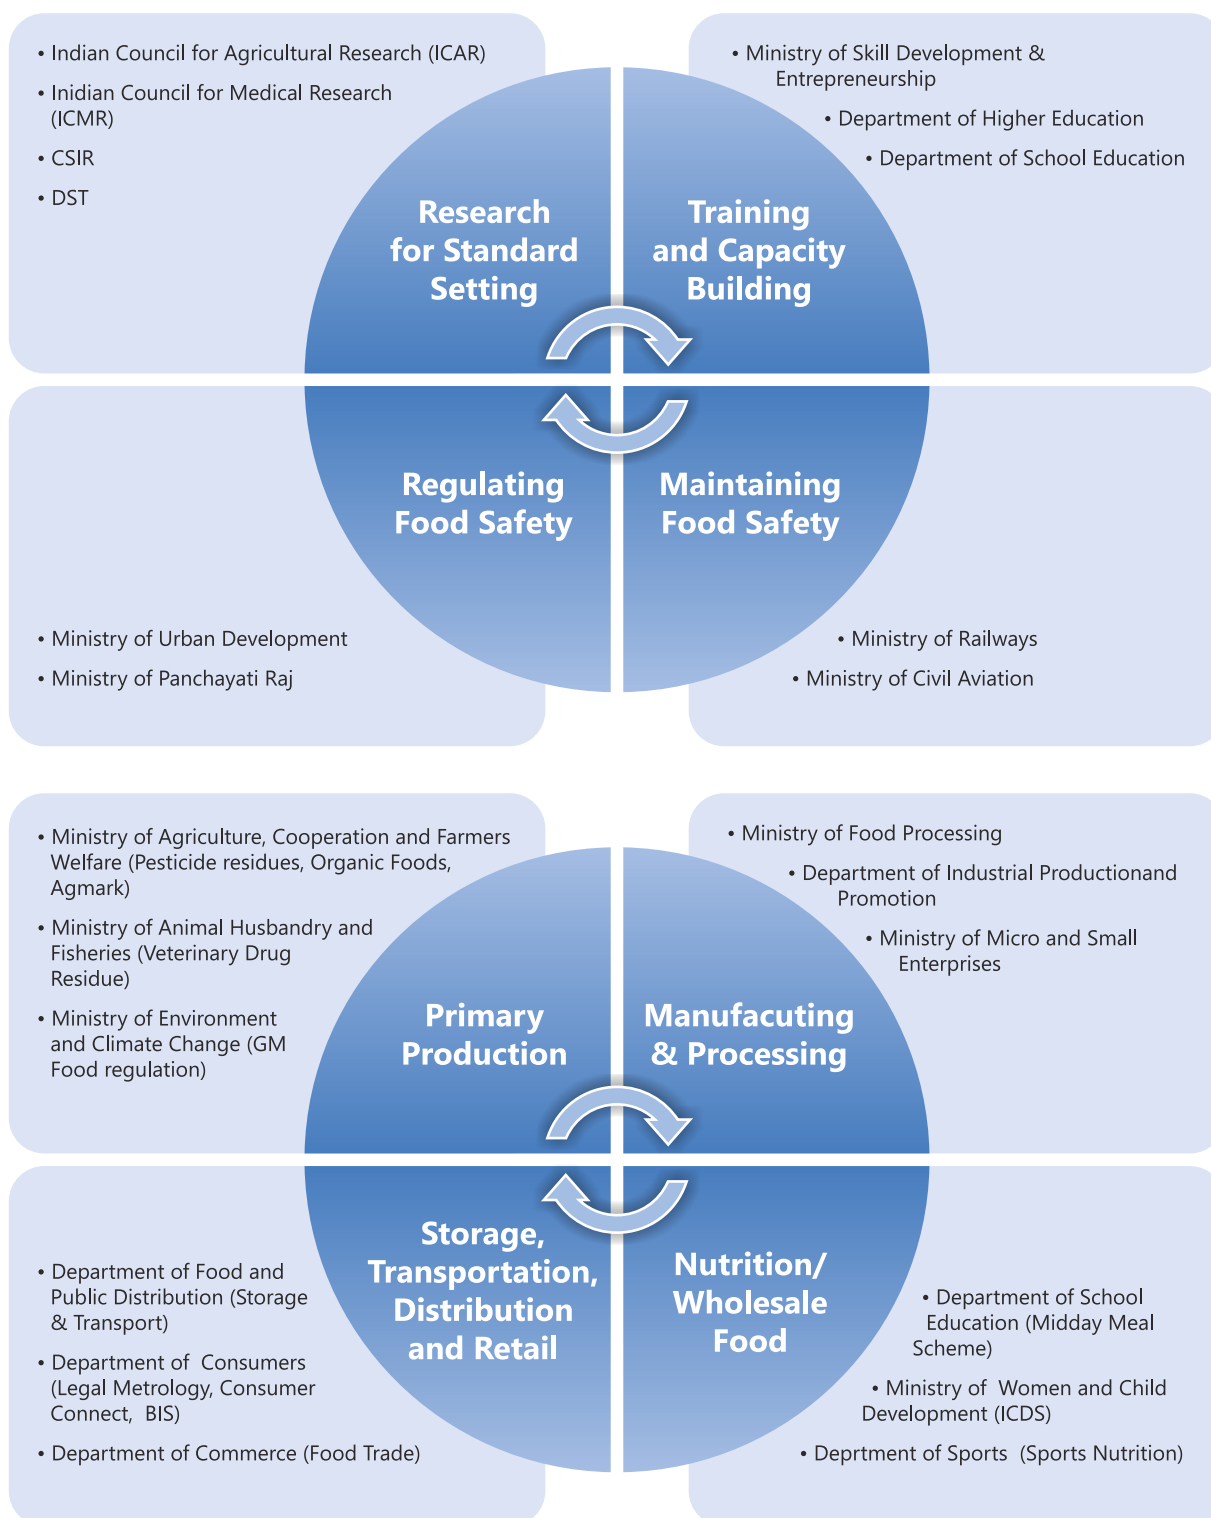 • Indian Council for Agricultural Research (ICAR)
• Inidian Council for Medical Research
(ICMR)
• CSIR
• DST
Research
for Standard
Setting
• Ministry of Skill Development &
Entrepreneurship
• Department of Higher Education
• Department of School Education
Training
and Capacity
Building
Regulating
Food Safety
• Ministry of Urban Development
• Ministry of Panchayati Raj
Maintaining
Food Safety
• Ministry of Railways
• Ministry of Civil Aviation
• Ministry of Agriculture, Cooperation and Farmers
Welfare (Pesticide residues, Organic Foods,
Agmark)
• Ministry of Animal Husbandry and
Fisheries (Veterinary Drug
Residue)
• Ministry of Environment
and Climate Change (GM
Food regulation)
Primary
Production
• Ministry of Food Processing
• Department of Industrial Productionand
Promotion
• Ministry of Micro and Small
Enterprises
Manufacuting
& Processing
Storage,
Transportation,
Distribution
and Retail
• Department of Food and
Public Distribution (Storage
& Transport)
• Department of  Consumers
(Legal Metrology, Consumer
Connect,  BIS)
• Department of Commerce (Food Trade)
Nutrition/
Wholesale
Food
• Department of School
Education (Midday Meal
Scheme)
• Ministry of  Women and Child
Development (ICDS)
• Deprtment of Sports  (Sports Nutrition)